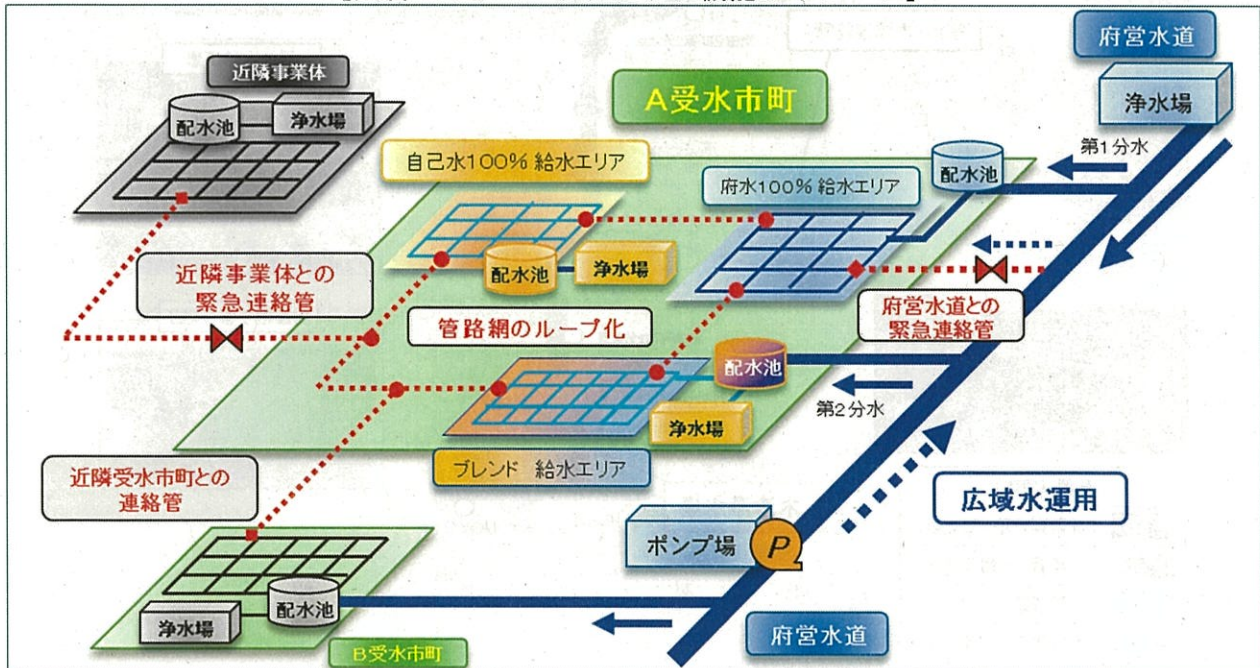 府営水道
近隣事業体
浄水場
A受水市町
配水池
浄水場
第1分水
自己水100% 給水エリア
府水100% 給水エリア
配水池
近隣事業体との
緊急連絡管
配水池
浄水場
管路網のループ化
府営水道との
緊急連絡管
配水池
第2分水
浄水場
ブレンド 給水エリア
近隣受水市町との
連絡管
広域水運用
ポンプ場
P
配水池
浄水場
B受水市町
府営水道